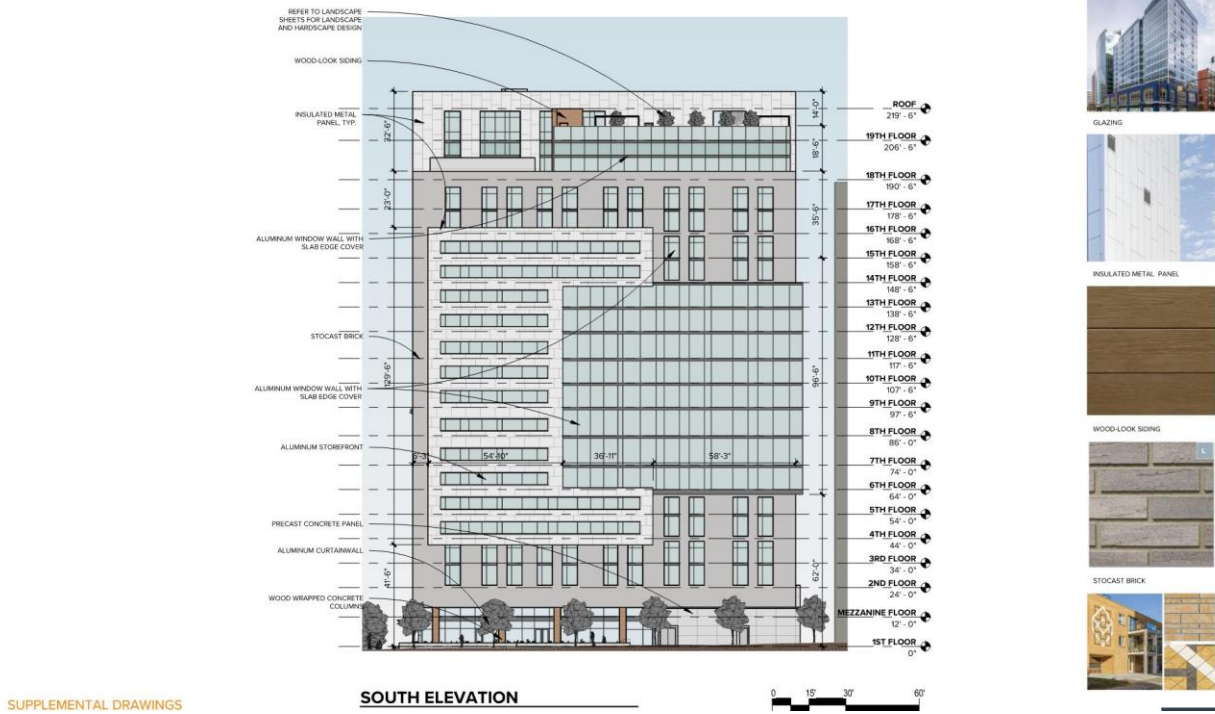 REFER TO LANDSCAPE
SHEETS FOR LANDSCAPE
AND HARDSCAPE DESIGN
WOOD-LOOK SIDING
INSULATED METAL
PANEL, TYP.
ALUMINUM WINDOW WALL WITH
SLAB EDGE COVER
STOCAST BRICK
ALUMINUM WINDOW WALL WITH
SLAB EDGE COVER
ALUMINUM STOREFRONT
PRECAST CONCRETE PANEL
ALUMINUM CURTAINWALL
WOOD WRAPPED CONCRETE
COLUMNS
32'-6"
23'-0"
129'-6"
41'-6"
6'-3"
54'-10"
36'-11"
58'-3"
14'-0"
18'-6"
35'-6"
96'-6"
62'-0"
ROOF
219' - 6"
19TH FLOOR
206' - 6"
18TH FLOOR
190' - 6"
17TH FLOOR
178' - 6"
16TH FLOOR
168' - 6"
15TH FLOOR
158' - 6"
14TH FLOOR
148' - 6"
13TH FLOOR
138' - 6"
12TH FLOOR
128' - 6"
11TH FLOOR
117' - 6"
10TH FLOOR
107' - 6"
9TH FLOOR
97' - 6"
8TH FLOOR
86' - 0"
7TH FLOOR
74' - 0"
6TH FLOOR
64' - 0"
5TH FLOOR
54' - 0"
4TH FLOOR
44' - 0"
3RD FLOOR
34' - 0"
2ND FLOOR
24' - 0"
MEZZANINE FLOOR
12' - 0"
1ST FLOOR
0"
GLAZING
INSULATED METAL PANEL
WOOD-LOOK SIDING
L
STOCAST BRICK
SUPPLEMENTAL DRAWINGS
SOUTH ELEVATION
0 15' 30' 60'